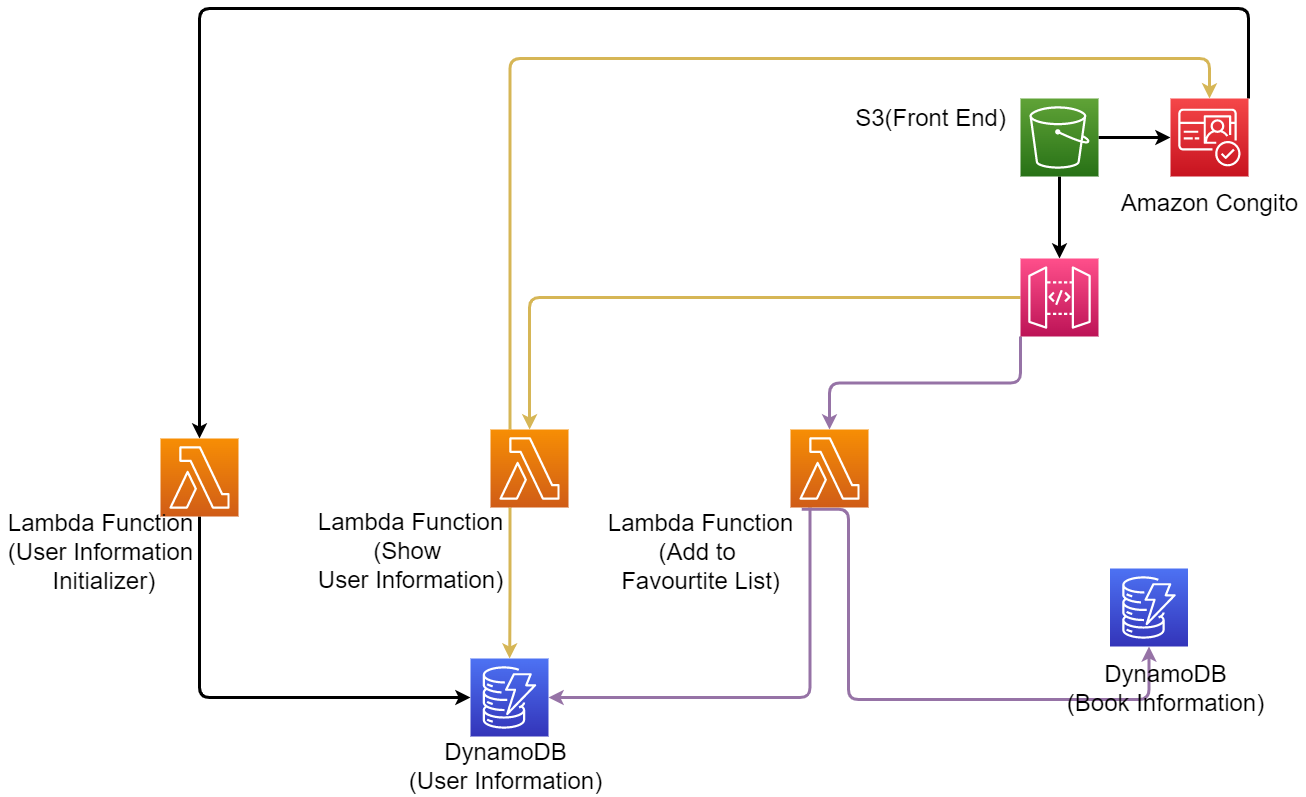 S3(Front End)
Amazon Congito
</>
Lambda Function
(User Information
Initializer)
Lambda Function
(Show
User Information)
Lambda Function
(Add to
Favourtite List)
DynamoDB
(Book Information)
DynamoDB
(User Information)